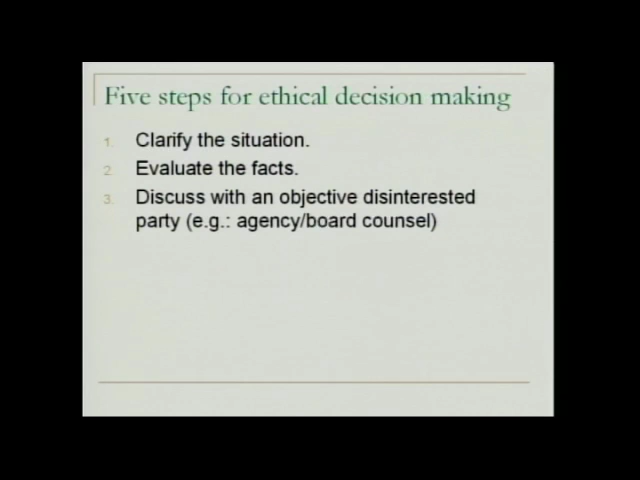 Five steps for ethical decision making
1. Clarify the situation.
2. Evaluate the facts.
3. Discuss with an objective disinterested
party (e.g.: agency/board counsel)